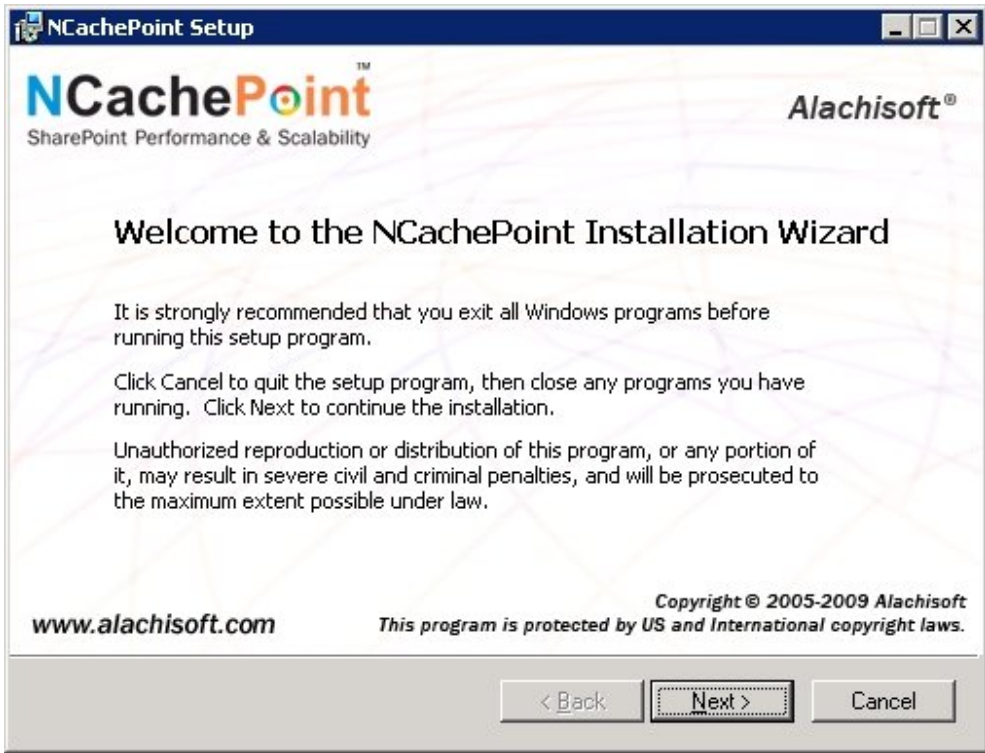 NCachePoint Setup
NCachePoint™
SharePoint Performance & Scalability
Alachisoft®
Welcome to the NCachePoint Installation Wizard
It is strongly recommended that you exit all Windows programs before
running this setup program.
Click Cancel to quit the setup program, then close any programs you have
running. Click Next to continue the installation.
Unauthorized reproduction or distribution of this program, or any portion of
it, may result in severe civil and criminal penalties, and will be prosecuted to
the maximum extent possible under law.
Copyright © 2005-2009 Alachisoft
www.alachisoft.com
This program is protected by US and International copyright laws.
< Back
Next >
Cancel